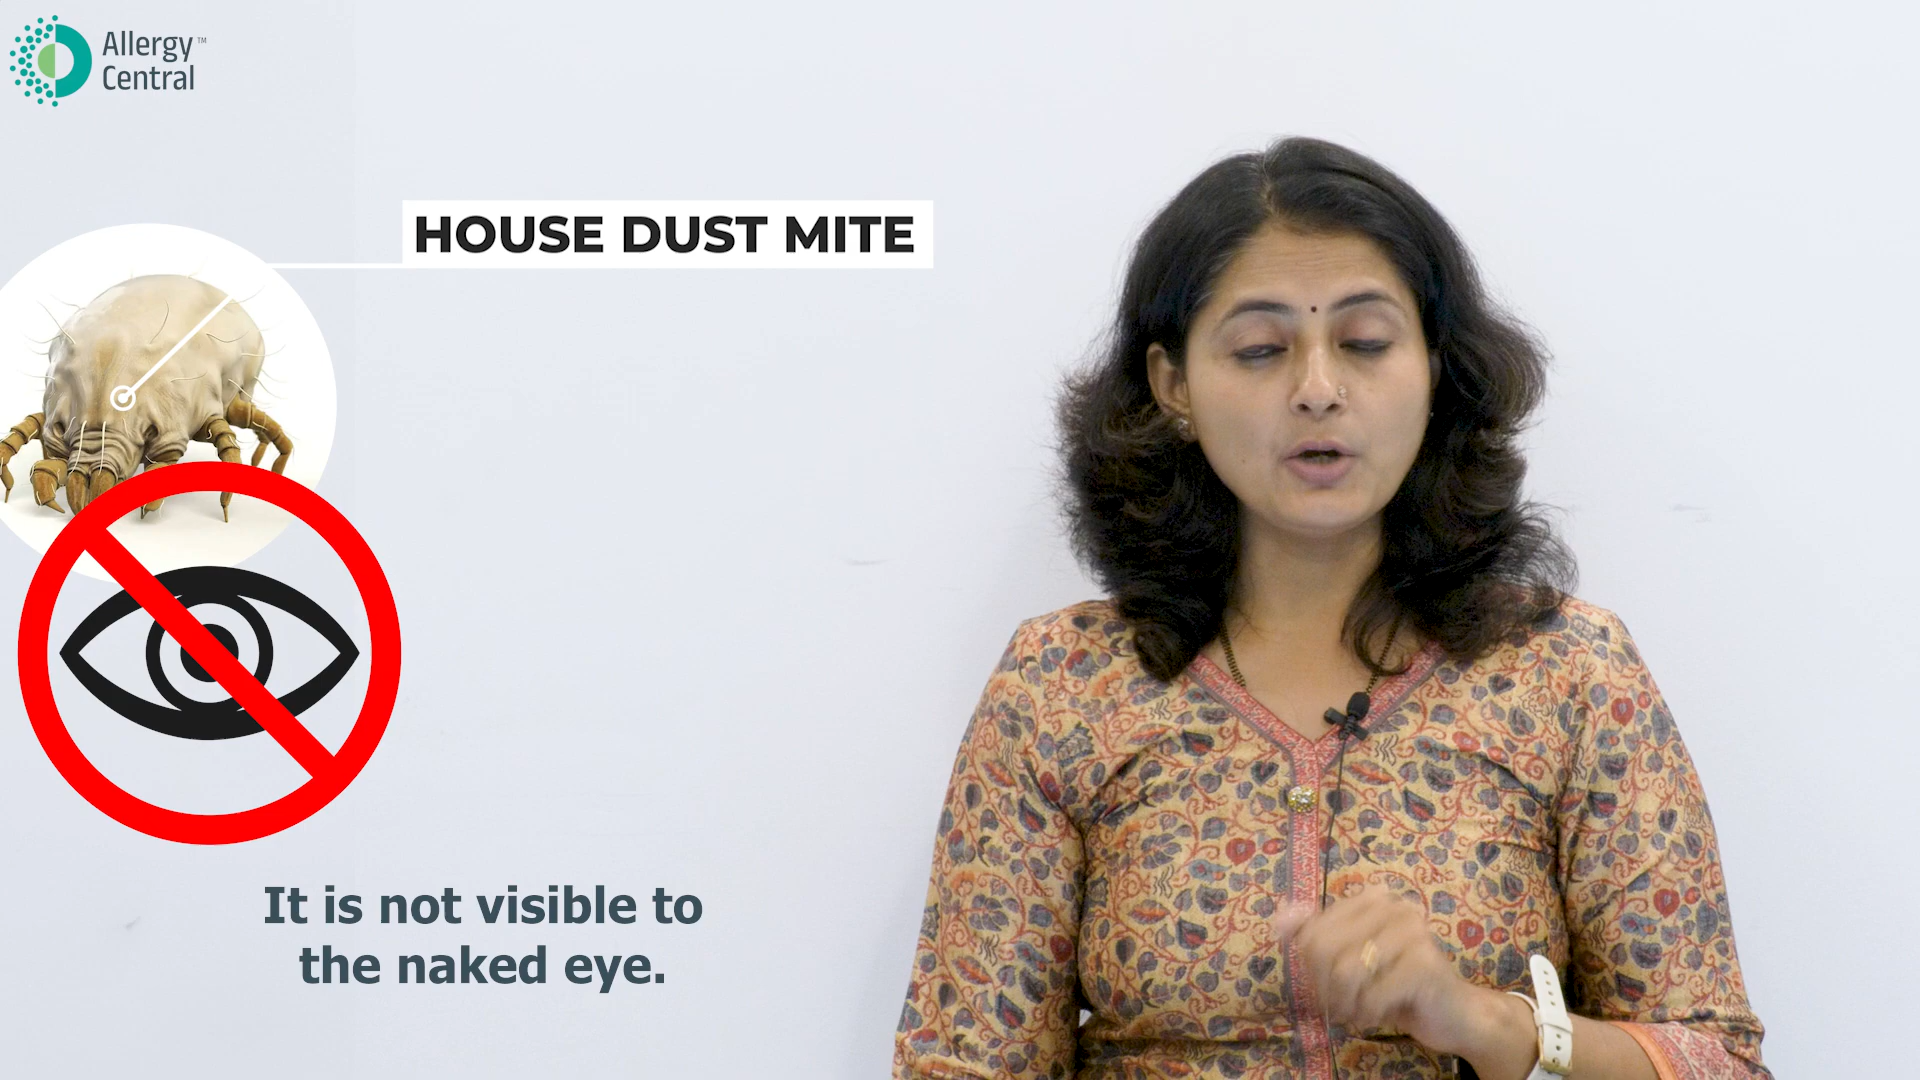 Allergy™
Central
HOUSE DUST MITE
It is not visible to
the naked eye.